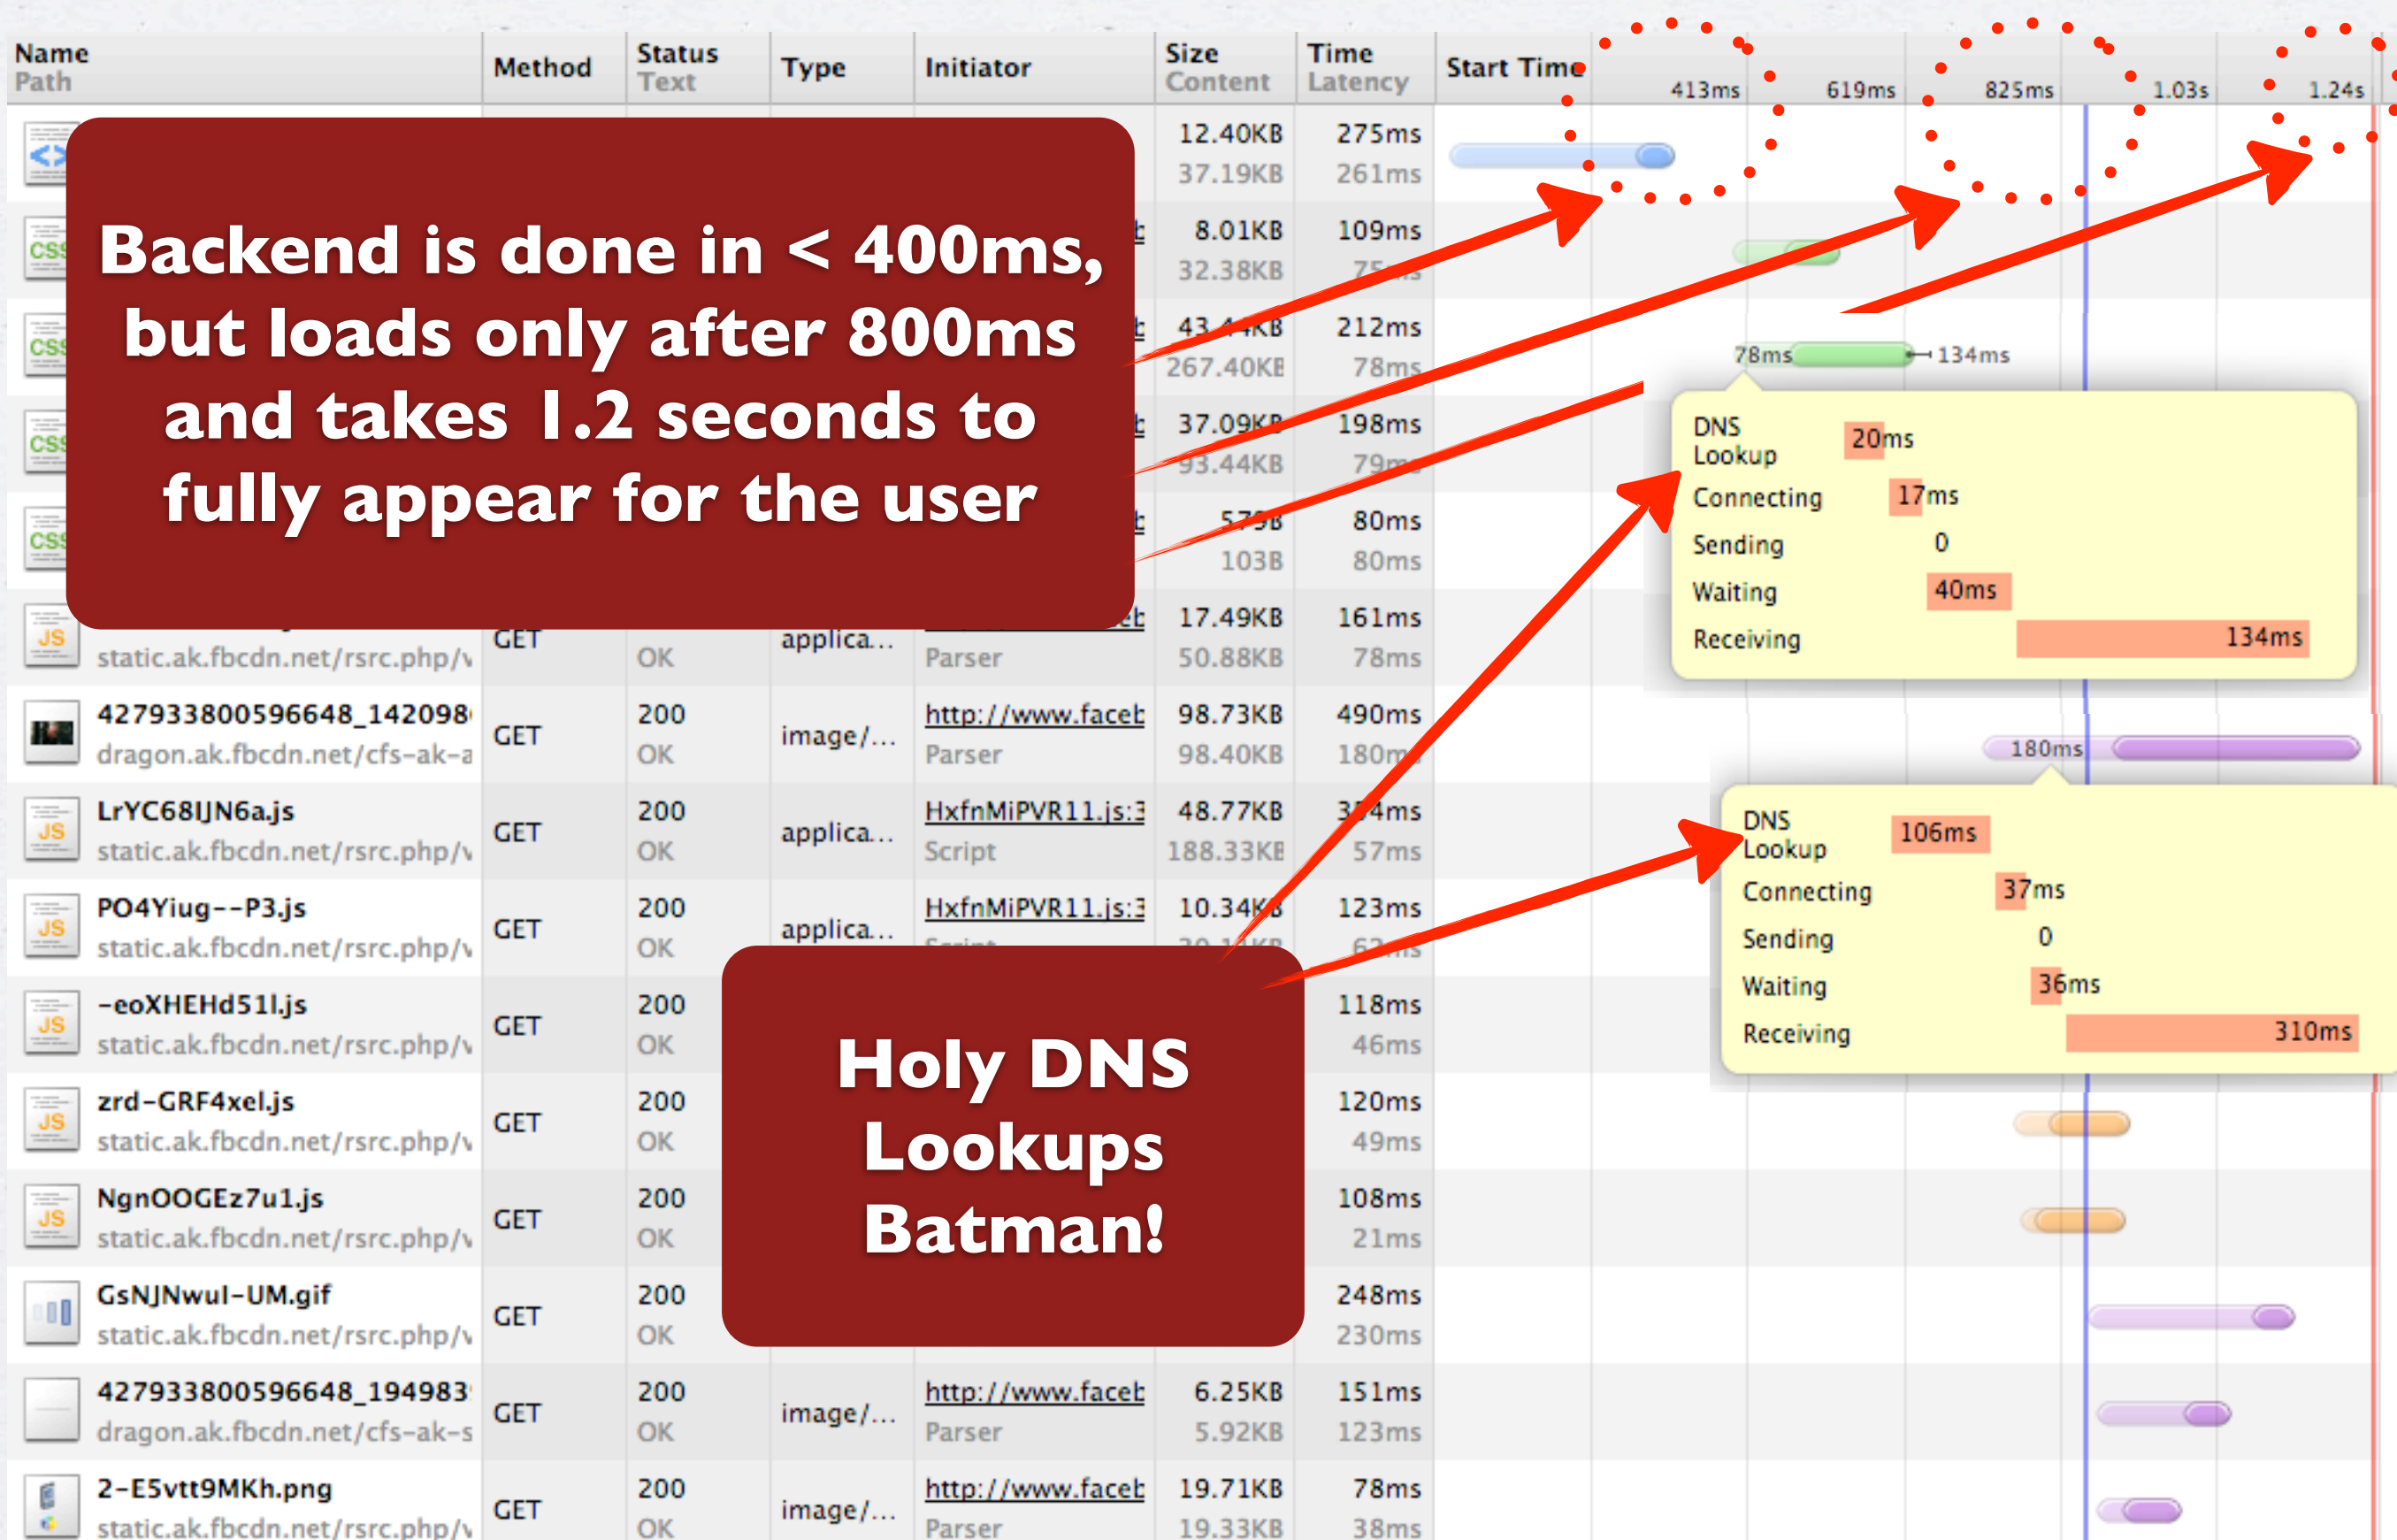 Name Method Status Type Initiator Size Time Start Time
Path Text Content Latency 413ms 619ms 825ms 1.03s 1.24s
12.40KB 275ms
37.19KB 261ms
8.01KB 109ms
32.38KB 75ms
43.44KB 212ms
267.40KB 78ms 78ms 134ms
37.09KB 198ms
93.44KB 79ms
579B 80ms
103B 80ms
Backend is done in < 400ms,
but loads only after 800ms
and takes 1.2 seconds to
fully appear for the user
DNS
Lookup 20ms
Connecting 17ms
Sending 0
Waiting 40ms
Receiving 134ms
GET applica... 17.49KB 161ms
static.ak.fbcdn.net/rsrc.php/v OK Parser 50.88KB 78ms
427933800596648_142098 GET 200 image/... http://www.faceb 98.73KB 490ms
dragon.ak.fbcdn.net/cfs-ak-a OK Parser 98.40KB 180ms 180ms
LrYC68IJN6a.js GET 200 applica... HxfnMiPVR11.js:3 48.77KB 354ms
static.ak.fbcdn.net/rsrc.php/v OK Script 188.33KB 57ms
DNS
Lookup 106ms
Connecting 37ms
Sending 0
Waiting 36ms
Receiving 310ms
PO4Yiug--P3.js GET 200 applica... HxfnMiPVR11.js:3 10.34KB 123ms
static.ak.fbcdn.net/rsrc.php/v OK
-eoXHEHd51l.js GET 200 118ms
static.ak.fbcdn.net/rsrc.php/v OK 46ms
Holy DNS
Lookups
Batman!
zrd-GRF4xel.js GET 200 120ms
static.ak.fbcdn.net/rsrc.php/v OK 49ms
NgnOOGEz7u1.js GET 200 108ms
static.ak.fbcdn.net/rsrc.php/v OK 21ms
GsNJNwuI-UM.gif GET 200 248ms
static.ak.fbcdn.net/rsrc.php/v OK 230ms
427933800596648_194983 GET 200 image/... http://www.faceb 6.25KB 151ms
dragon.ak.fbcdn.net/cfs-ak-s OK Parser 5.92KB 123ms
2-E5vtt9MKh.png GET 200 image/... http://www.faceb 19.71KB 78ms
static.ak.fbcdn.net/rsrc.php/v OK Parser 19.33KB 38ms